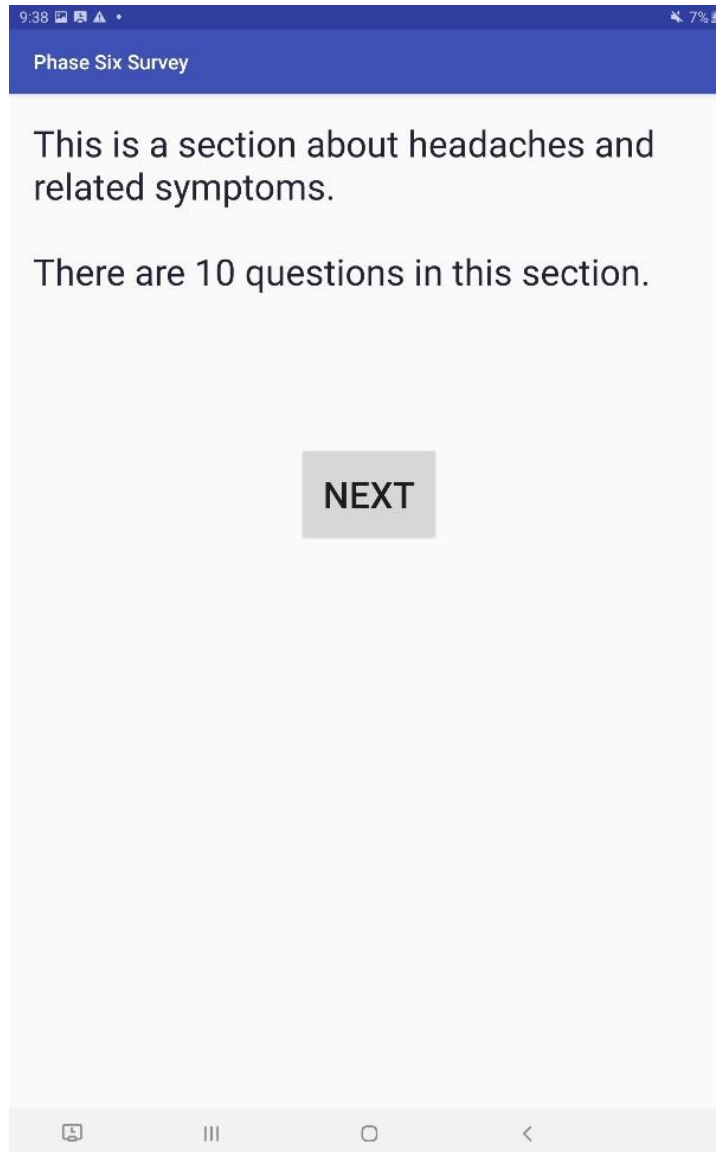 9:38
7%
Phase Six Survey
This is a section about headaches and
related symptoms.
There are 10 questions in this section.
NEXT